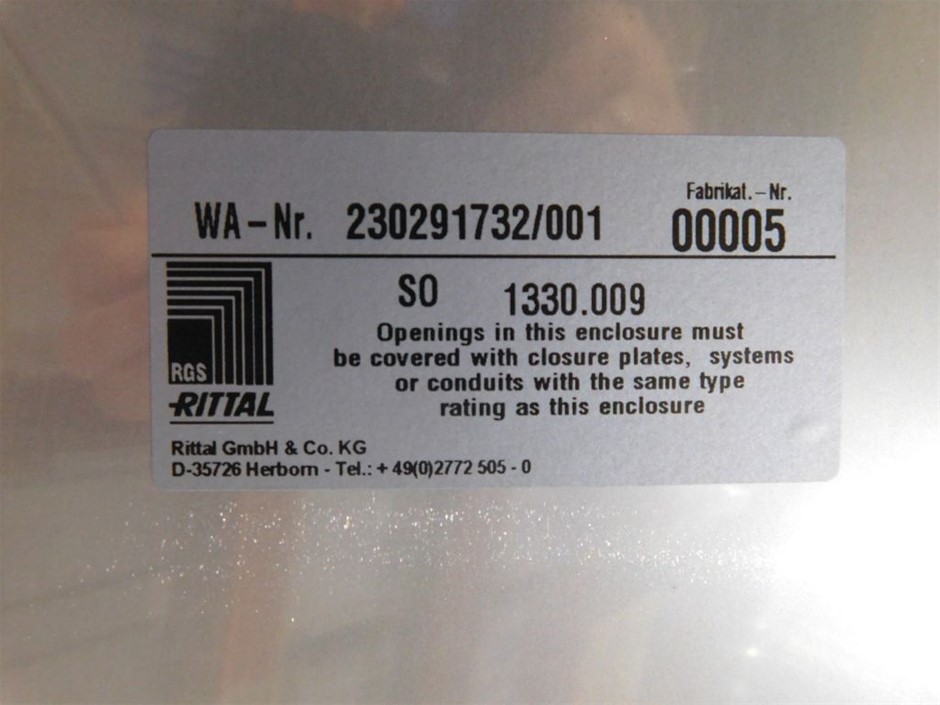 Fabrikat.-Nr.
WA-Nr. 230291732/001 00005
SO 1330.009
Openings in this enclosure must
be covered with closure plates, systems
or conduits with the same type
rating as this enclosure
RGS
RITTAL
Rittal GmbH & Co. KG
D-35726 Herborn - Tel.: + 49(0)2772 505 - 0